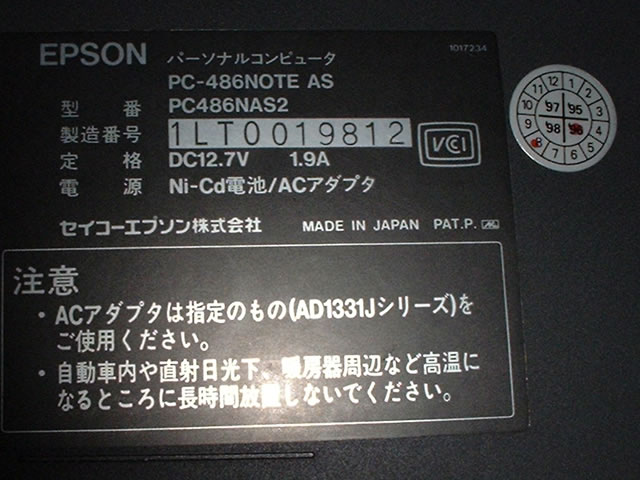 EPSON パーソナルコンピュータ 1017234
PC-486NOTE AS
型 番 PC486NAS2
製造番号 1LT0019812
定 格 DC12.7V 1.9A
電 源 Ni-Cd電池/ACアダプタ
セイコーエプソン株式会社 MADE IN JAPAN PAT.P.
VCI
注意
・ACアダプタは指定のもの(AD1331Jシリーズ)を
ご使用ください。
・自動車内や直射日光下、暖房器周辺など高温に
なるところに長時間放置しないでください。
12 1 2 3 4 5 6 7 8 9 10 11
'97 '95
'98 '96